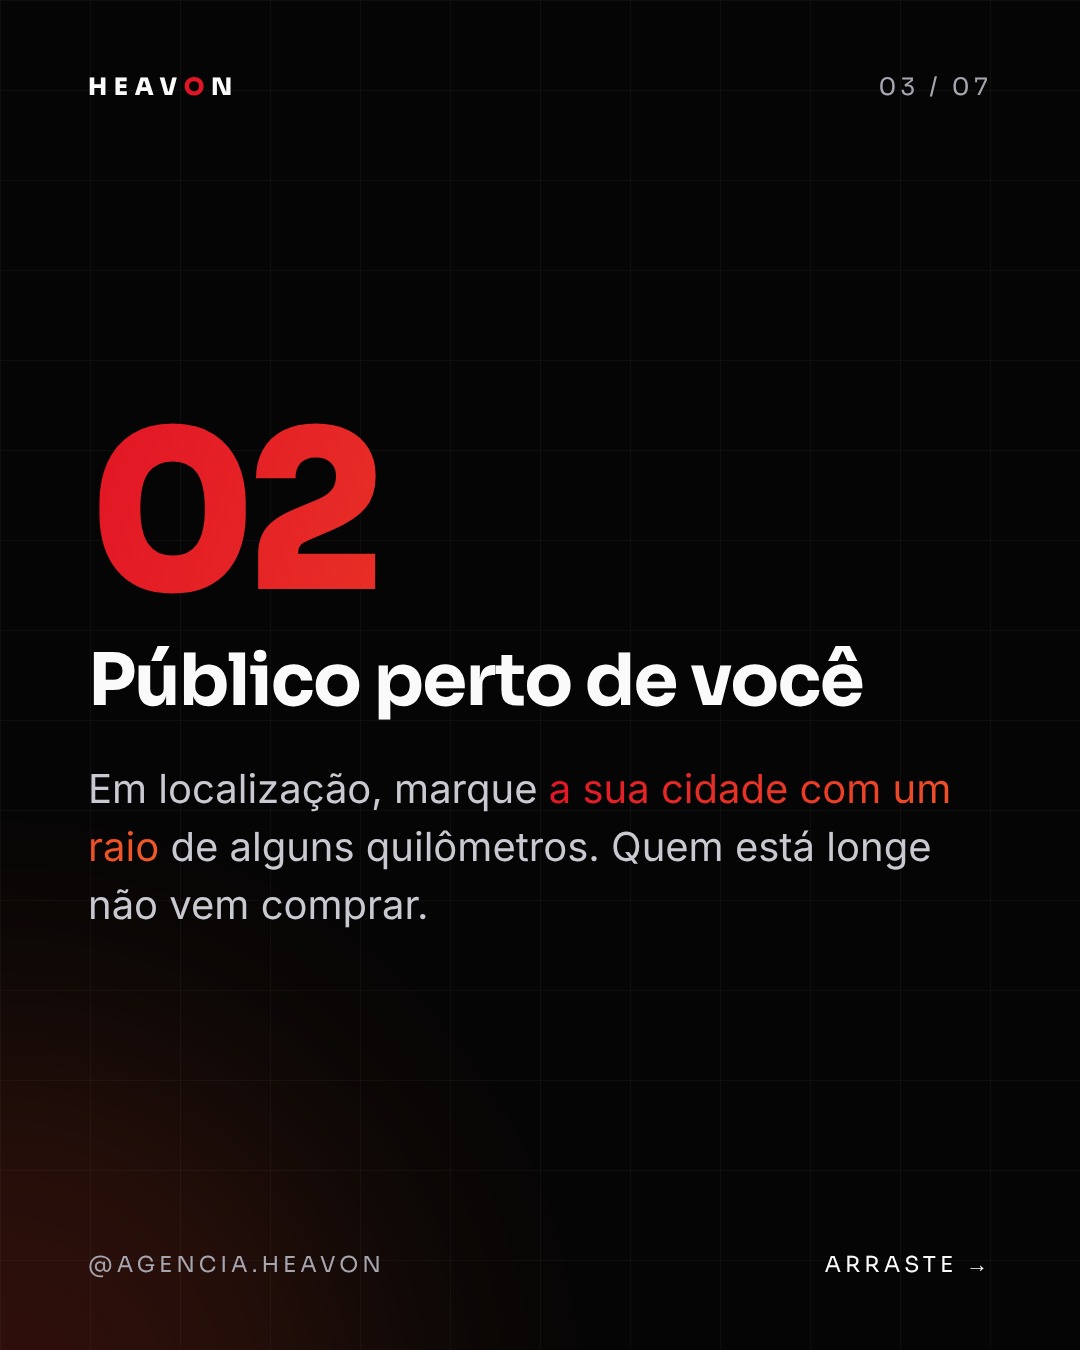 HEAVON
03 / 07
02
Público perto de você
Em localização, marque a sua cidade com um
raio de alguns quilômetros. Quem está longe
não vem comprar.
@AGENCIA.HEAVON
ARRASTE →